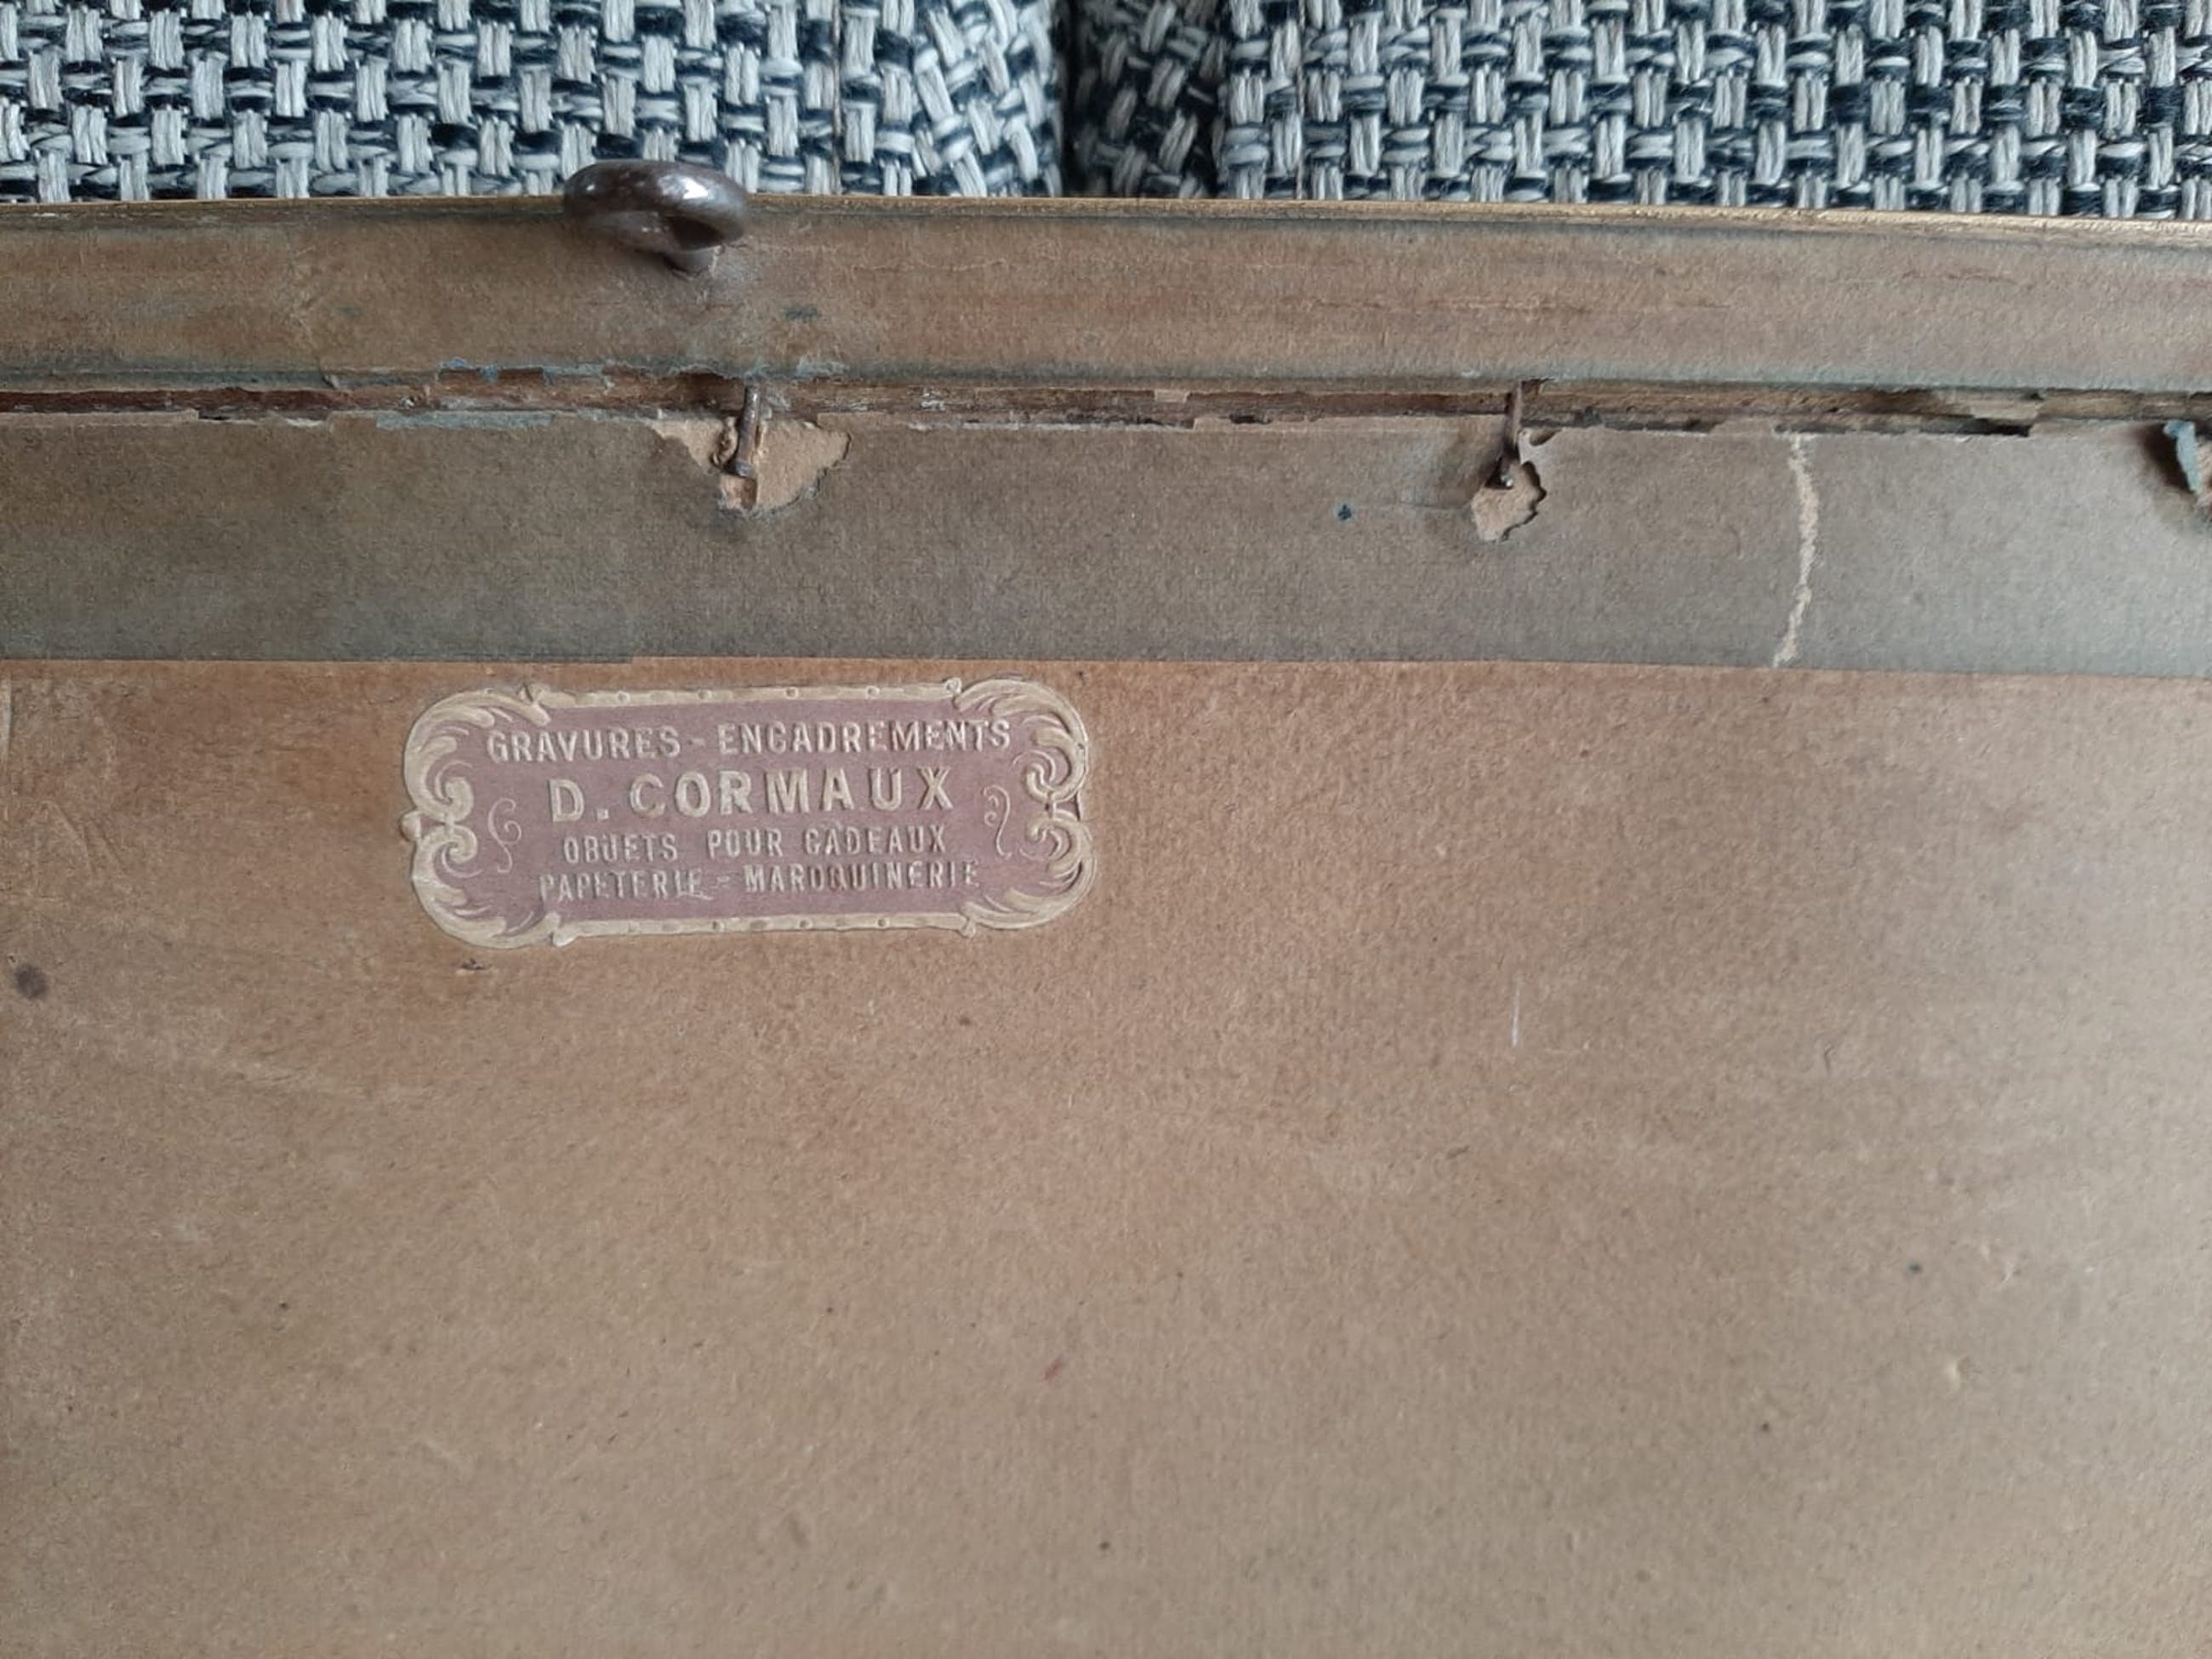 GRAVURES - ENCADREMENTS
D. CORMAUX
OBJETS POUR CADEAUX
PAPETERIE - MAROQUINERIE